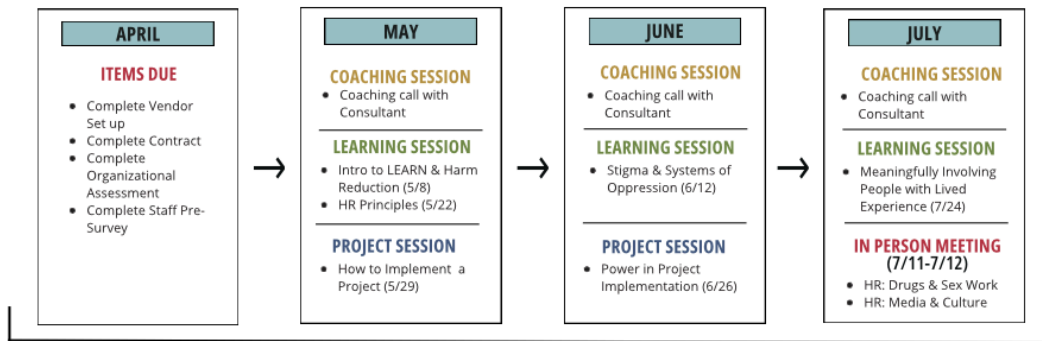 APRIL
ITEMS DUE
• Complete Vendor
Set up
• Complete Contract
• Complete
Organizational
Assessment
• Complete Staff Pre-
Survey
MAY
COACHING SESSION
• Coaching call with
Consultant
LEARNING SESSION
• Intro to LEARN & Harm
Reduction (5/8)
• HR Principles (5/22)
PROJECT SESSION
• How to Implement a
Project (5/29)
JUNE
COACHING SESSION
• Coaching call with
Consultant
LEARNING SESSION
• Stigma & Systems of
Oppression (6/12)
PROJECT SESSION
• Power in Project
Implementation (6/26)
JULY
COACHING SESSION
• Coaching call with
Consultant
LEARNING SESSION
• Meaningfully Involving
People with Lived
Experience (7/24)
IN PERSON MEETING
(7/11-7/12)
• HR: Drugs & Sex Work
• HR: Media & Culture